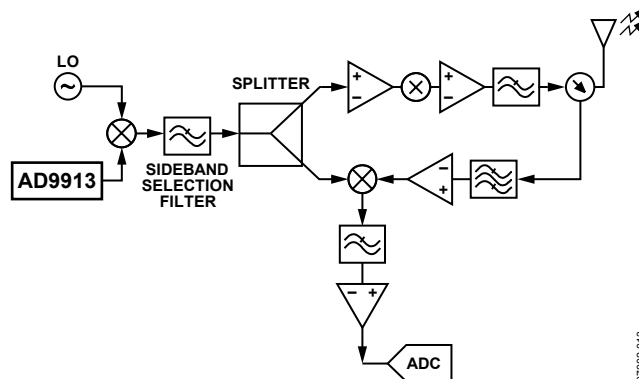 LO
SPLITTER
AD9913
SIDEBAND
SELECTION
FILTER
ADC